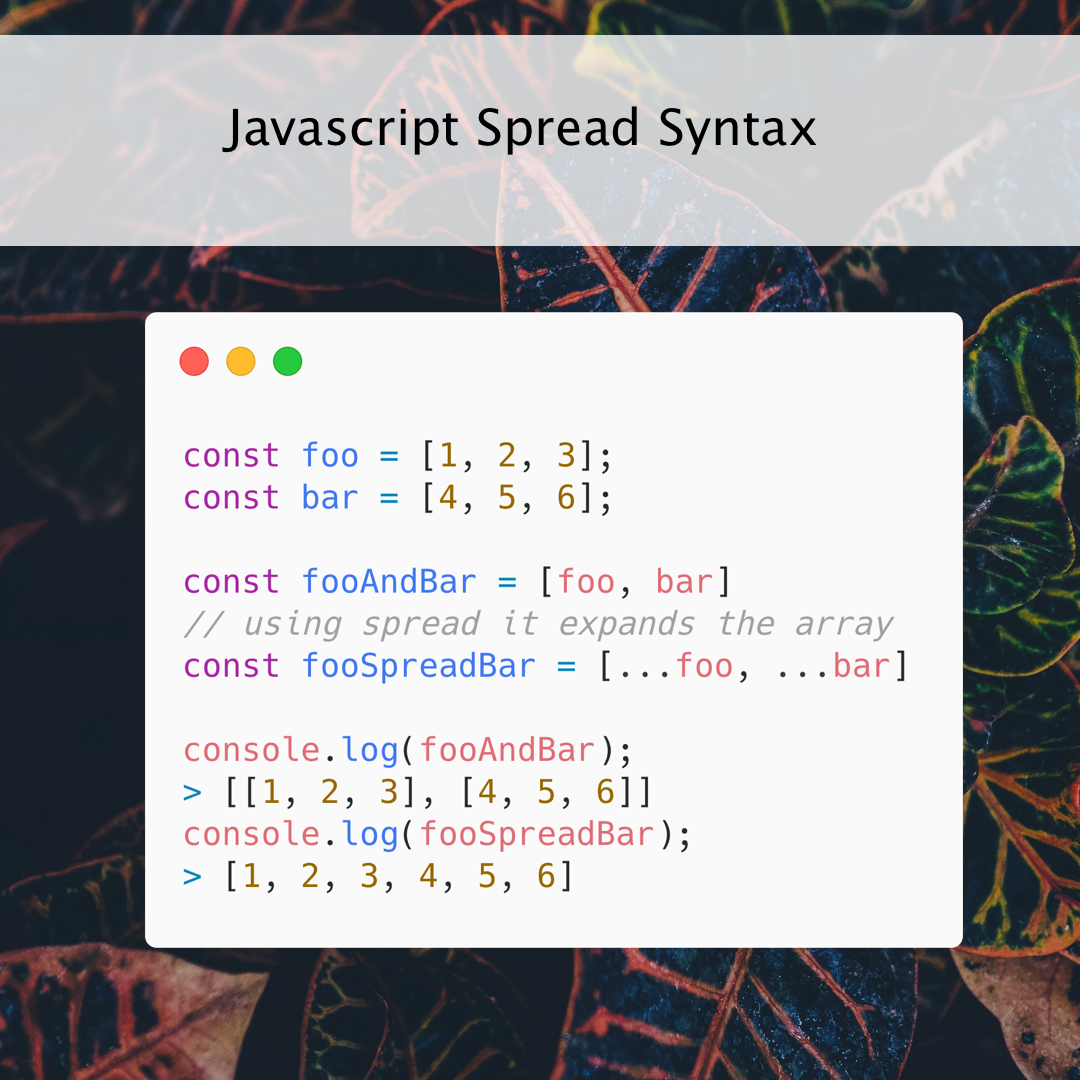 Javascript Spread Syntax
const foo = [1, 2, 3];
const bar = [4, 5, 6];
const fooAndBar = [foo, bar]
// using spread it expands the array
const fooSpreadBar = [...foo, ...bar]
console.log(fooAndBar);
> [[1, 2, 3], [4, 5, 6]]
console.log(fooSpreadBar);
> [1, 2, 3, 4, 5, 6]